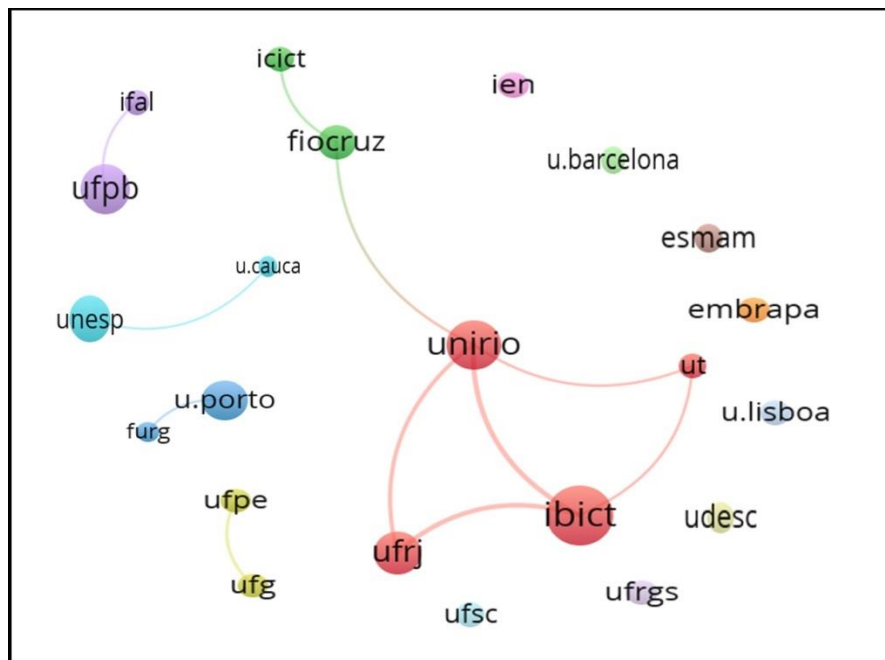 icict
ien
ifal
fiocruz
u.barcelona
ufpb
esmam
u.cauca
embrapa
unesp
unirio
ut
u.porto
u.lisboa
furg
ufpe
ibict
udesc
ufrj
ufg
ufrgs
ufsc